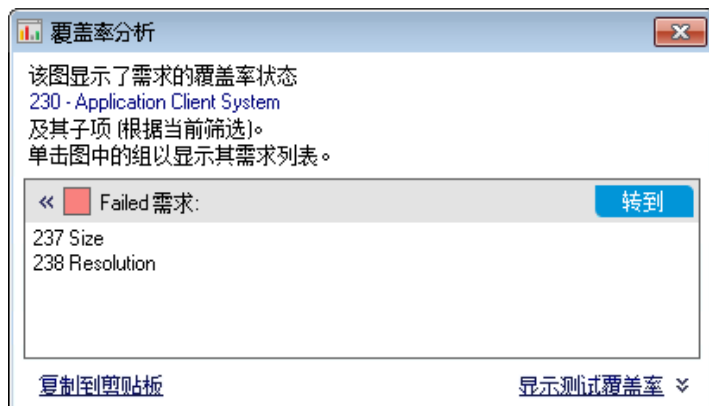 覆盖率分析
该图显示了需求的覆盖率状态
230 - Application Client System
及其子项 (根据当前筛选)。
单击图中的组以显示其需求列表。
« Failed 需求: 转到
237 Size
238 Resolution
复制到剪贴板 显示测试覆盖率